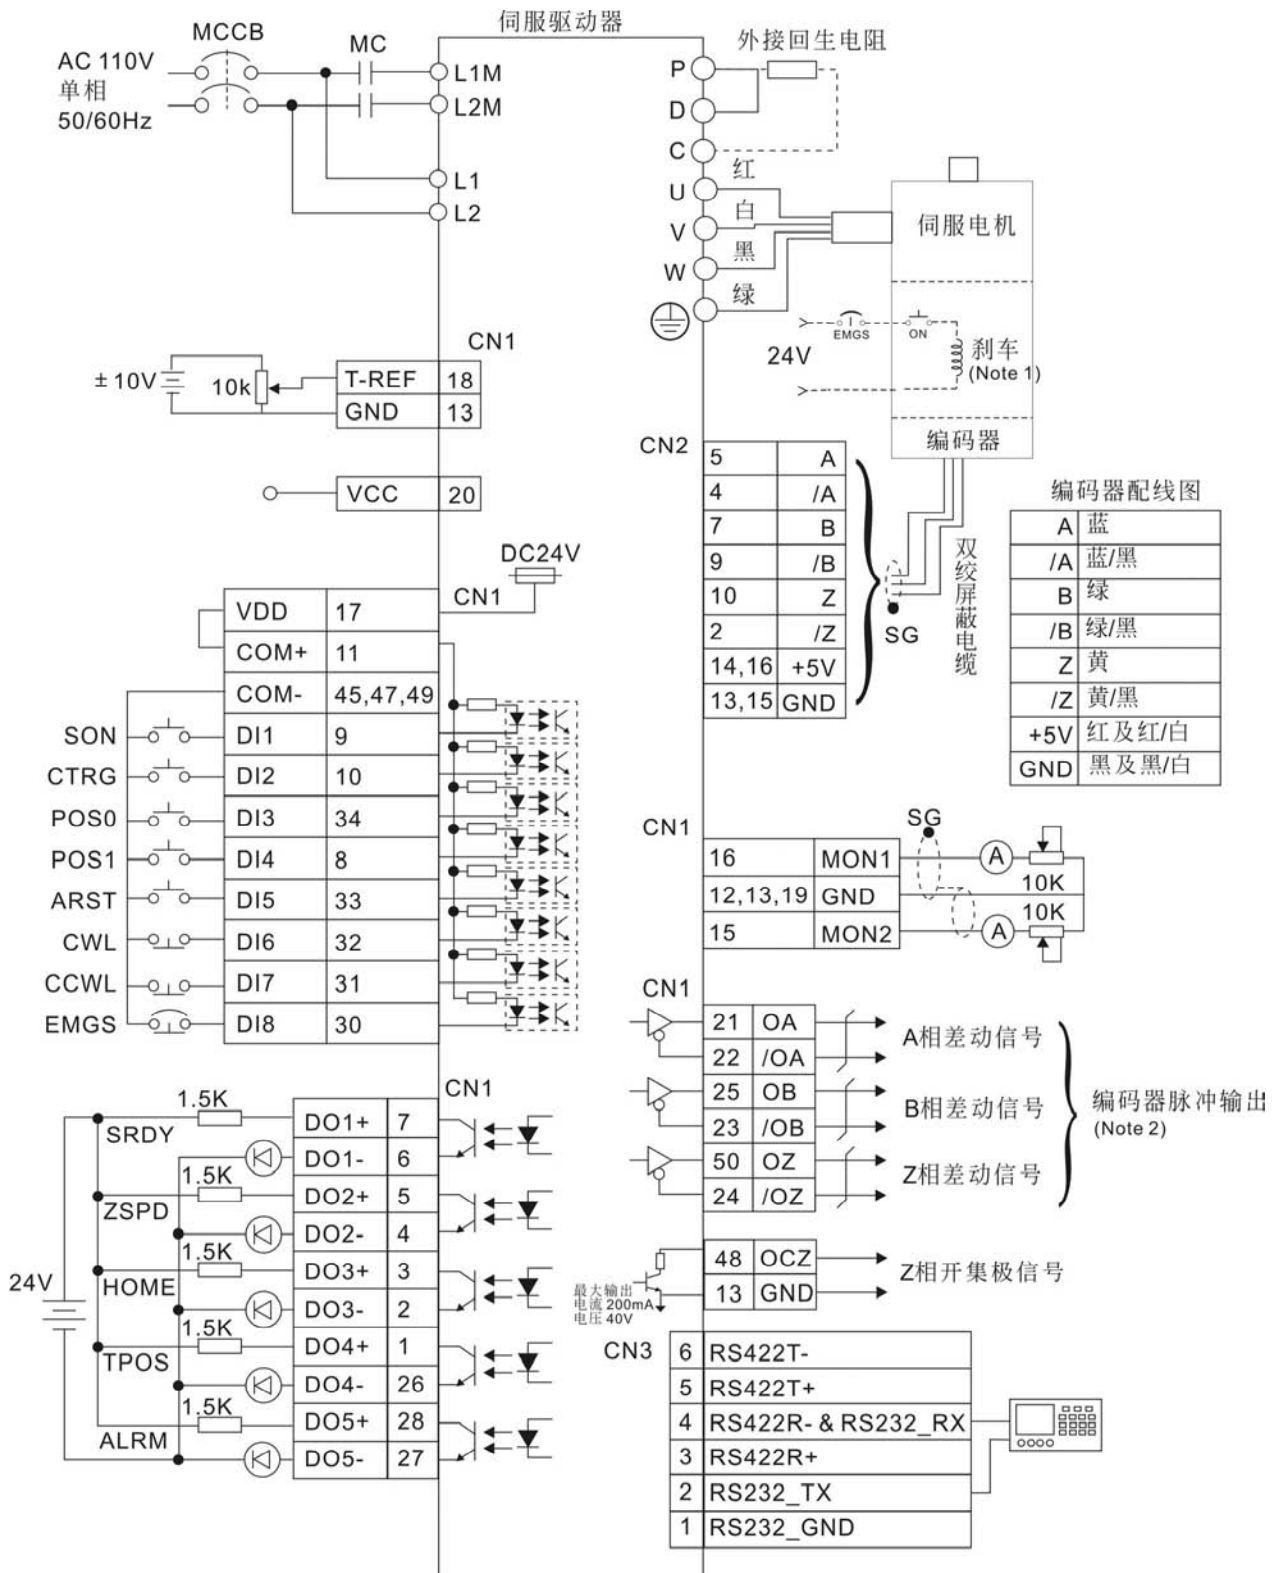 伺服驱动器
MCCB
MC
AC 110V
单相
50/60Hz
L1M
L2M
L1
L2
外接回生电阻
P
D
C
U
V
W
红
白
黑
绿
伺服电机
EMGS
ON
24V
刹车
(Note 1)
编码器
CN1
±10V
10k
T-REF 18
GND 13
VCC 20
CN2
5 A
4 /A
7 B
9 /B
10 Z
2 /Z
14,16 +5V
13,15 GND
SG
双绞屏蔽电缆
编码器配线图
A 蓝
/A 蓝/黑
B 绿
/B 绿/黑
Z 黄
/Z 黄/黑
+5V 红及红/白
GND 黑及黑/白
DC24V
CN1
VDD 17
COM+ 11
COM- 45,47,49
SON DI1 9
CTRG DI2 10
POS0 DI3 34
POS1 DI4 8
ARST DI5 33
CWL DI6 32
CCWL DI7 31
EMGS DI8 30
CN1
SG
16 MON1
12,13,19 GND
15 MON2
A
10K
10K
A
CN1
21 OA
22 /OA
25 OB
23 /OB
50 OZ
24 /OZ
A相差动信号
B相差动信号
Z相差动信号
编码器脉冲输出
(Note 2)
48 OCZ
13 GND
Z相开集极信号
最大输出
电流 200mA
电压 40V
CN1
24V
1.5K
SRDY
DO1+ 7
DO1- 6
1.5K
ZSPD
DO2+ 5
DO2- 4
1.5K
HOME
DO3+ 3
DO3- 2
1.5K
TPOS
DO4+ 1
DO4- 26
1.5K
ALRM
DO5+ 28
DO5- 27
CN3
6 RS422T-
5 RS422T+
4 RS422R- & RS232_RX
3 RS422R+
2 RS232_TX
1 RS232_GND